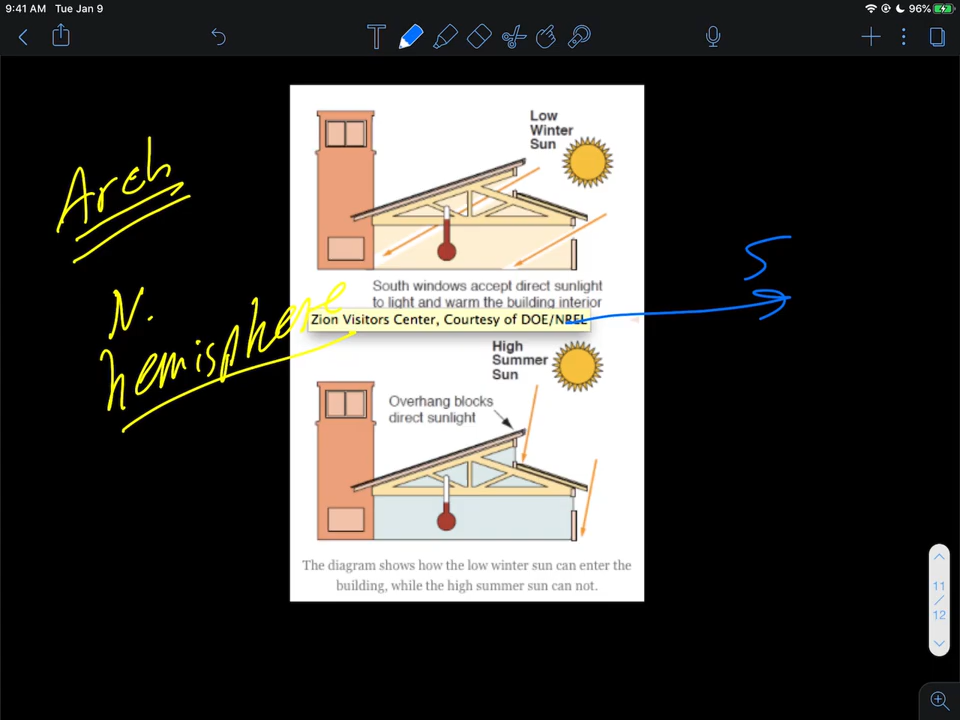 9:41 AM Tue Jan 9
96%
Arch
N.
hemisphere
Low
Winter
Sun
South windows accept direct sunlight
to light and warm the building interior
Zion Visitors Center, Courtesy of DOE/NREL
S
High
Summer
Sun
Overhang blocks
direct sunlight
The diagram shows how the low winter sun can enter the
building, while the high summer sun can not.
11
/
12